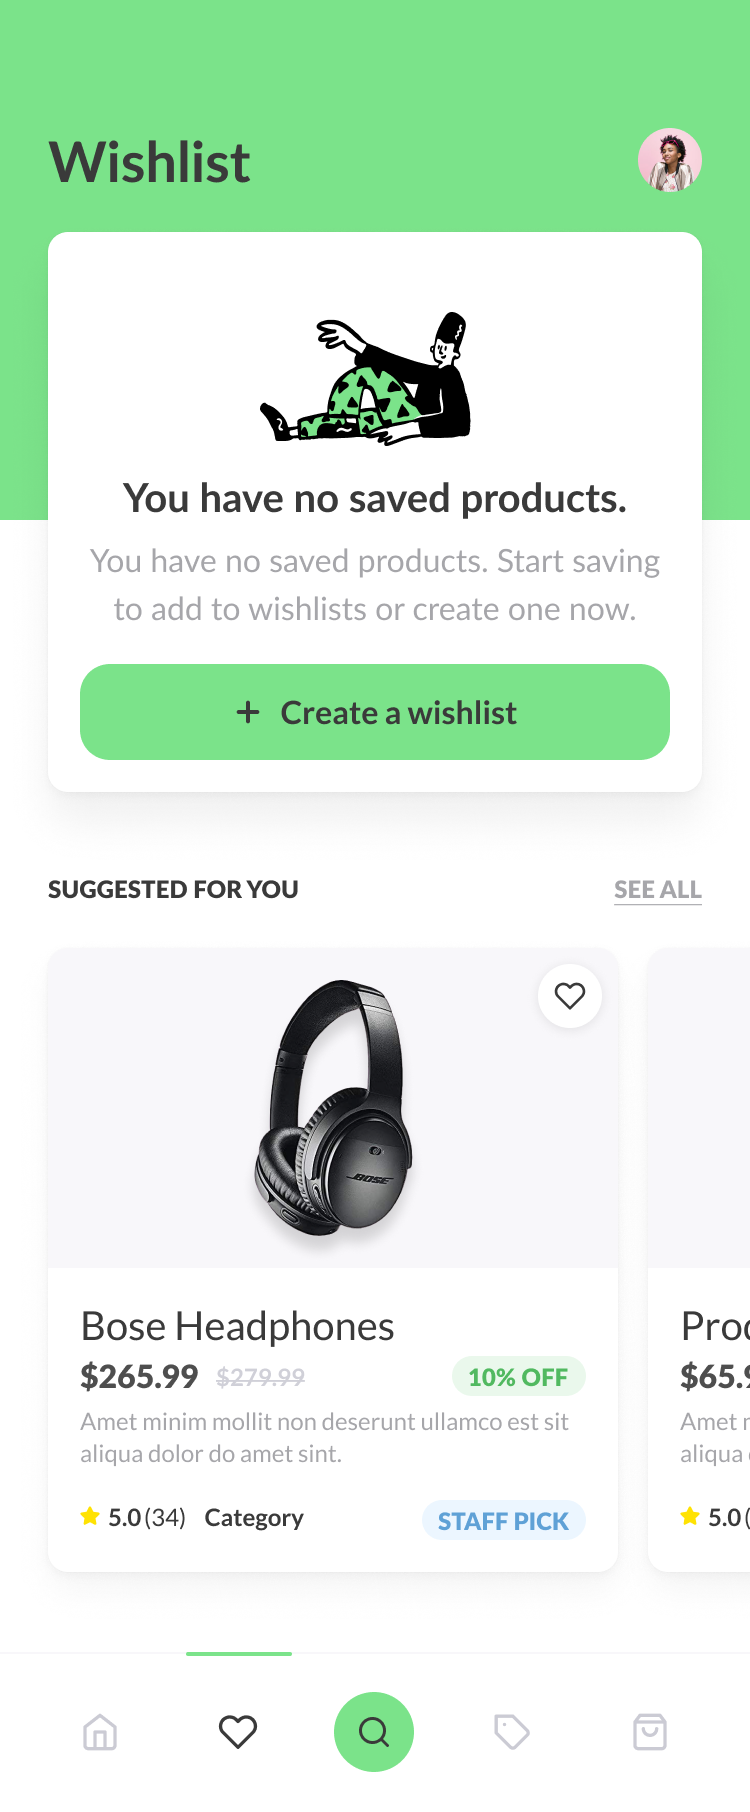 Wishlist
You have no saved products.
You have no saved products. Start saving
to add to wishlists or create one now.
Create a wishlist
SUGGESTED FOR YOU
SEE ALL
BOSE
Bose Headphones
$265.99 $279.99
10% OFF
Amet minim mollit non deserunt ullamco est sit
aliqua dolor do amet sint.
5.0 (34) Category
STAFF PICK
$65.9
Amet
aliqua
5.0 (